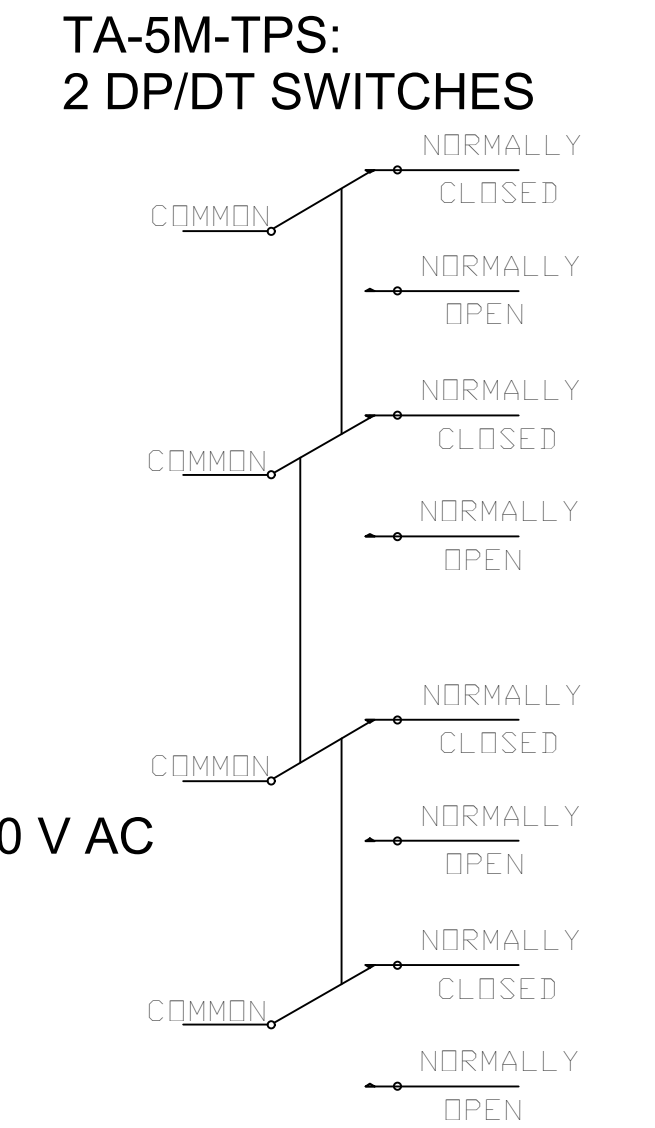 TA-5M-TPS:
2 DP/DT SWITCHES
NORMALLY
CLOSED
COMMON
NORMALLY
OPEN
NORMALLY
CLOSED
COMMON
NORMALLY
OPEN
NORMALLY
CLOSED
COMMON
0 V AC
NORMALLY
OPEN
NORMALLY
CLOSED
COMMON
NORMALLY
OPEN